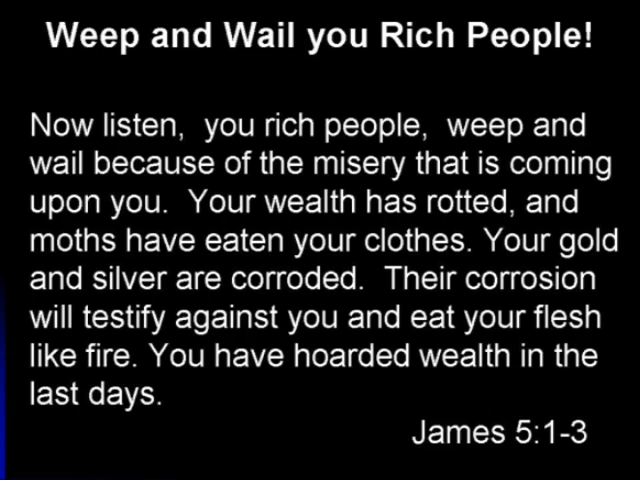 Weep and Wail you Rich People!
Now listen, you rich people, weep and
wail because of the misery that is coming
upon you. Your wealth has rotted, and
moths have eaten your clothes. Your gold
and silver are corroded. Their corrosion
will testify against you and eat your flesh
like fire. You have hoarded wealth in the
last days.
James 5:1-3